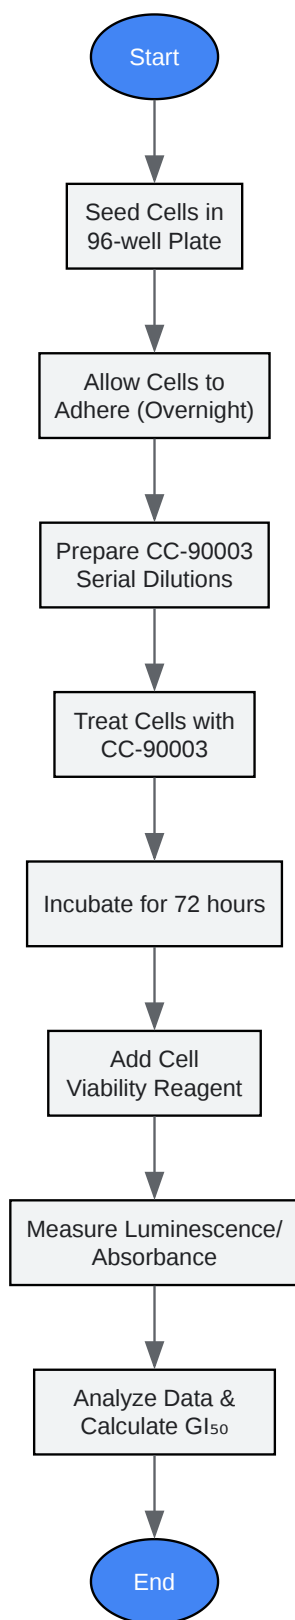 Start
Seed Cells in
96-well Plate
Allow Cells to
Adhere (Overnight)
Prepare CC-90003
Serial Dilutions
Treat Cells with
CC-90003
Incubate for 72 hours
Add Cell
Viability Reagent
Measure Luminescence/
Absorbance
Analyze Data &
Calculate GI₅₀
End